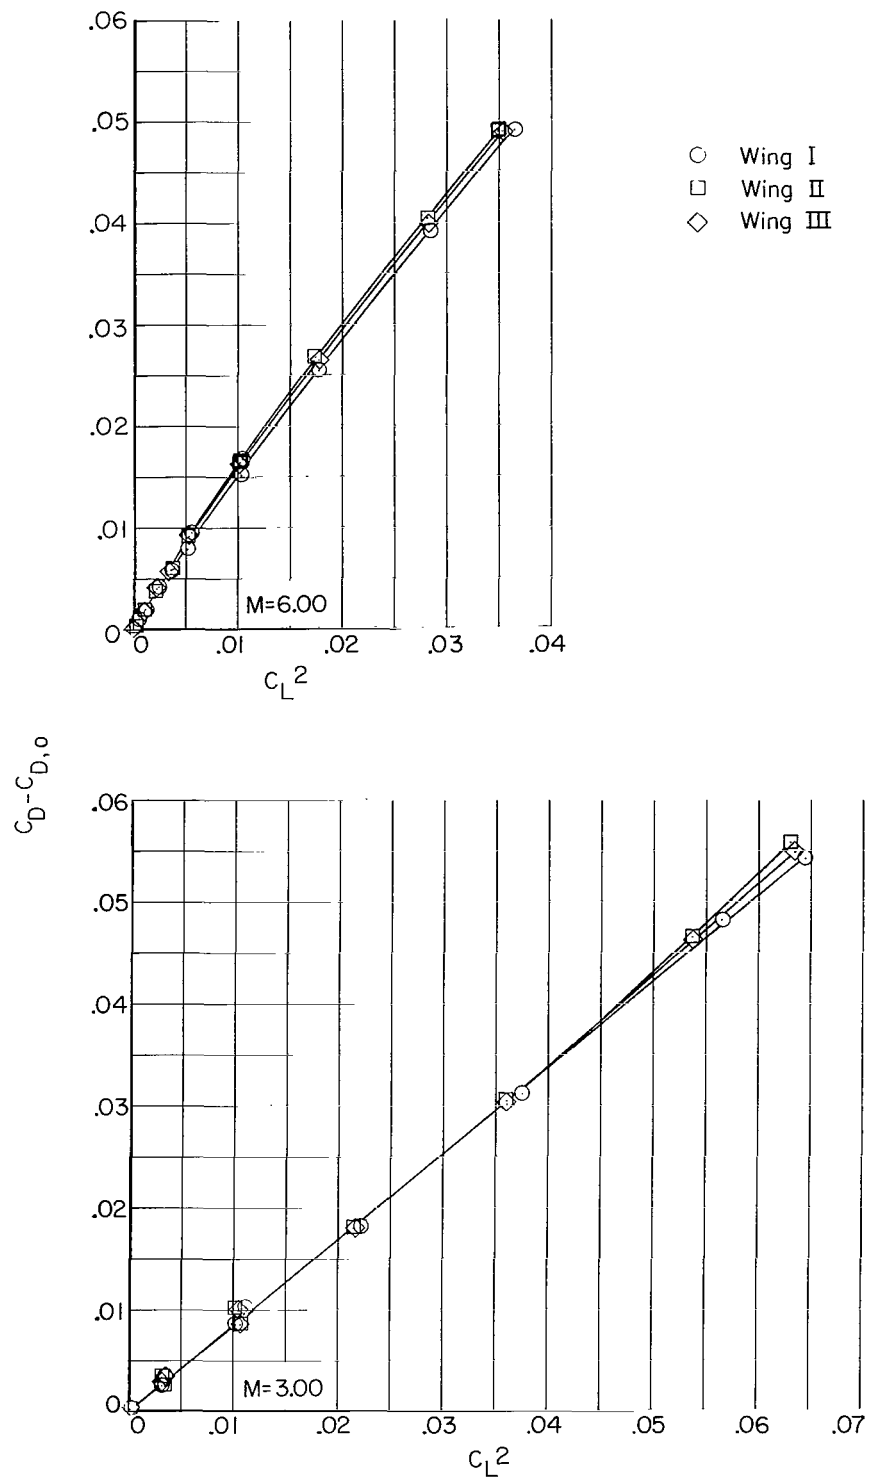 .06
.05
.04
.03
.02
.01
0
M=6.00
0 .01 .02 .03 .04
C_L^2
Wing I
Wing II
Wing III
C_D-C_D,o
.06
.05
.04
.03
.02
.01
0
M=3.00
0 .01 .02 .03 .04 .05 .06 .07
C_L^2